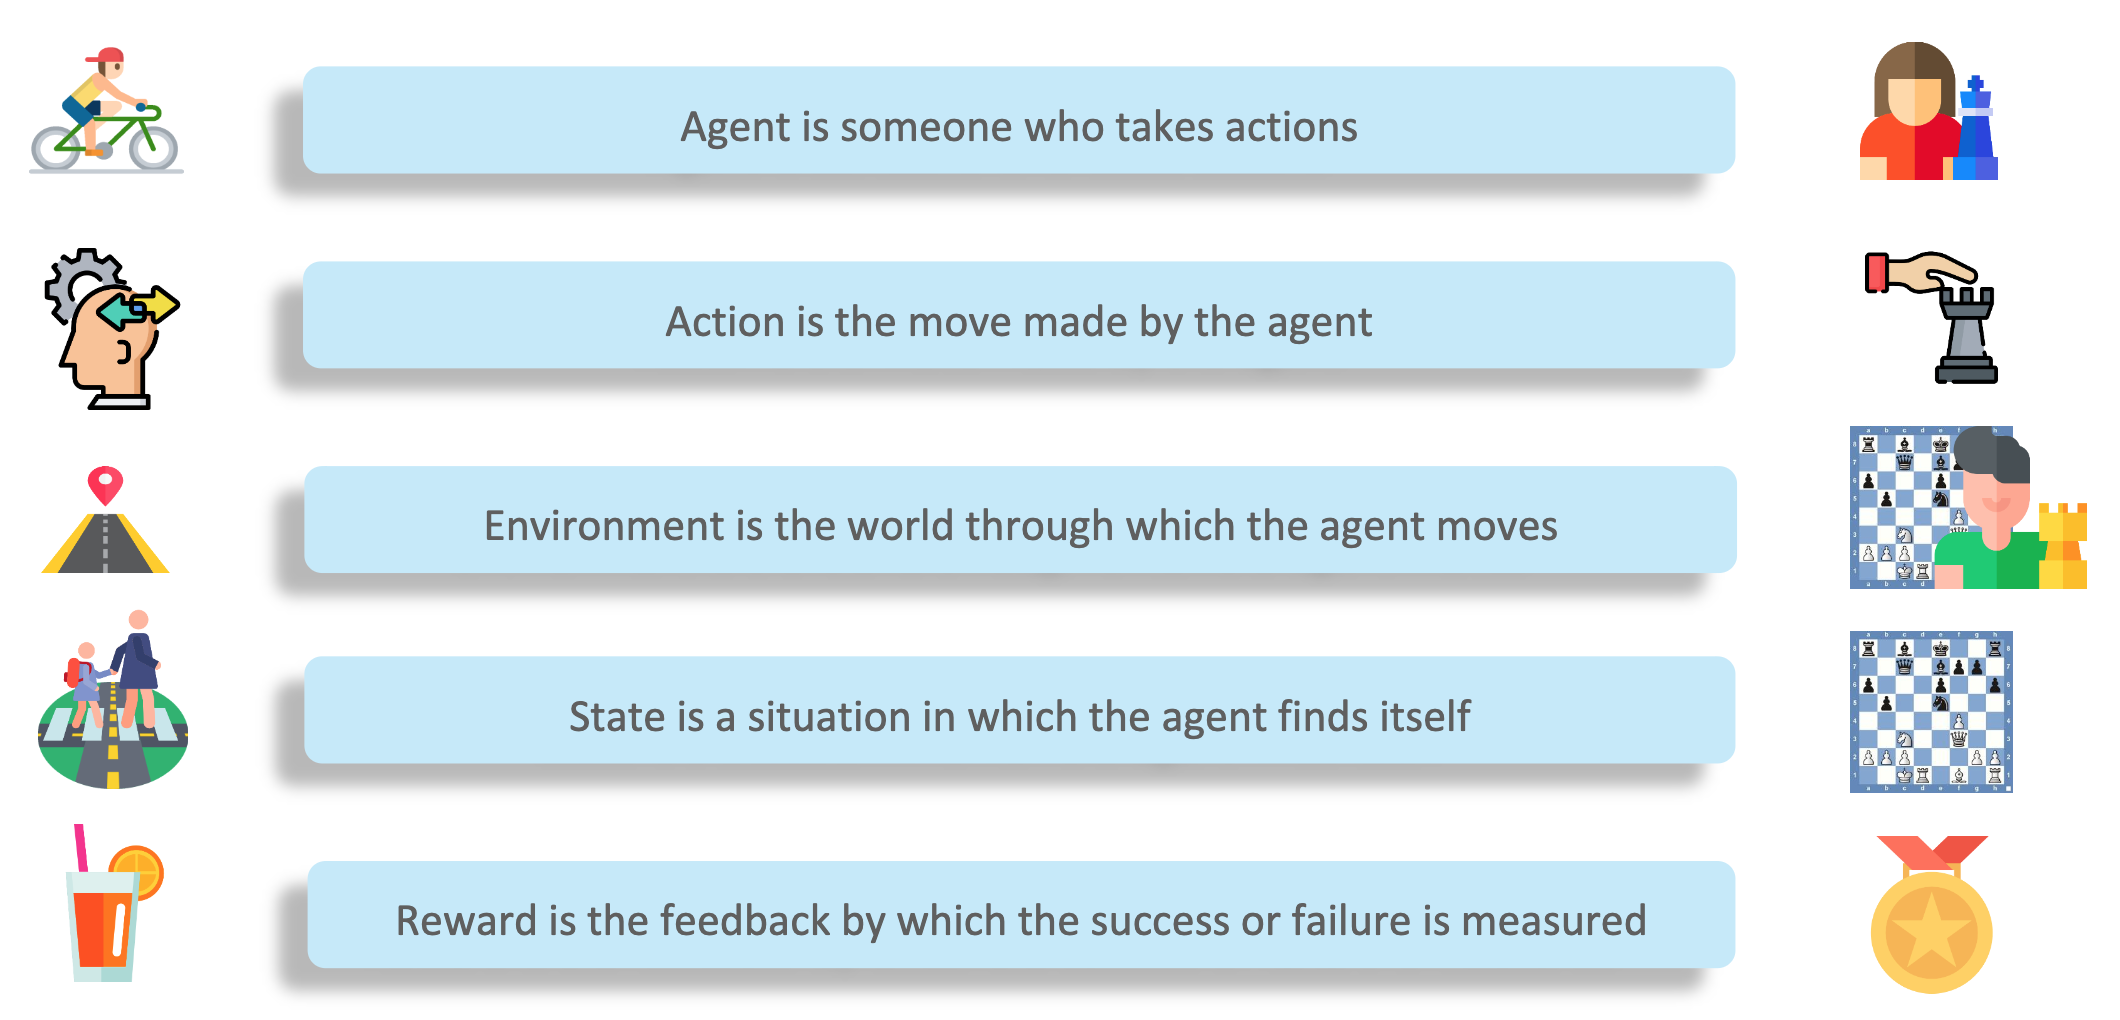 Agent is someone who takes actions
Action is the move made by the agent
Environment is the world through which the agent moves
State is a situation in which the agent finds itself
Reward is the feedback by which the success or failure is measured